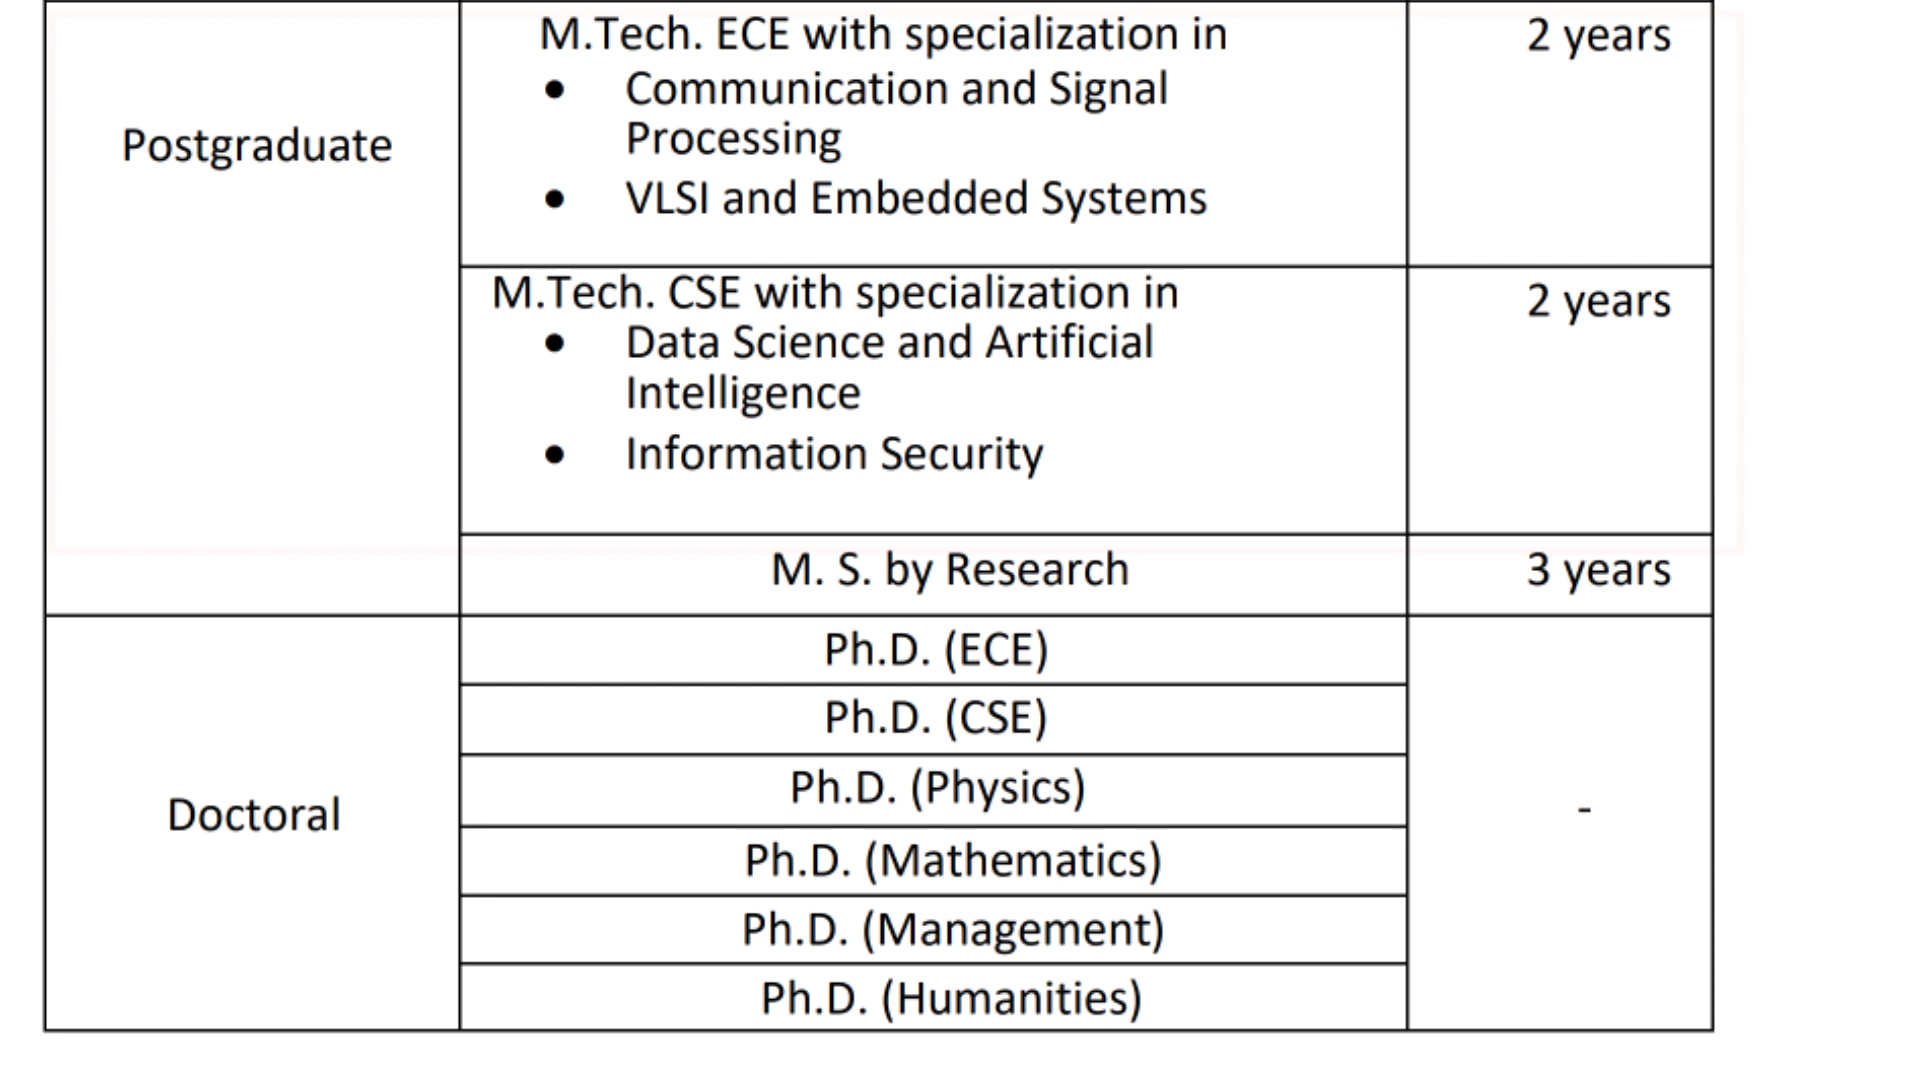 M.Tech. ECE with specialization in
2 years
• Communication and Signal
Processing
Postgraduate
• VLSI and Embedded Systems
M.Tech. CSE with specialization in
2 years
• Data Science and Artificial
Intelligence
• Information Security
M. S. by Research
3 years
Ph.D. (ECE)
Ph.D. (CSE)
Ph.D. (Physics)
Doctoral
-
Ph.D. (Mathematics)
Ph.D. (Management)
Ph.D. (Humanities)